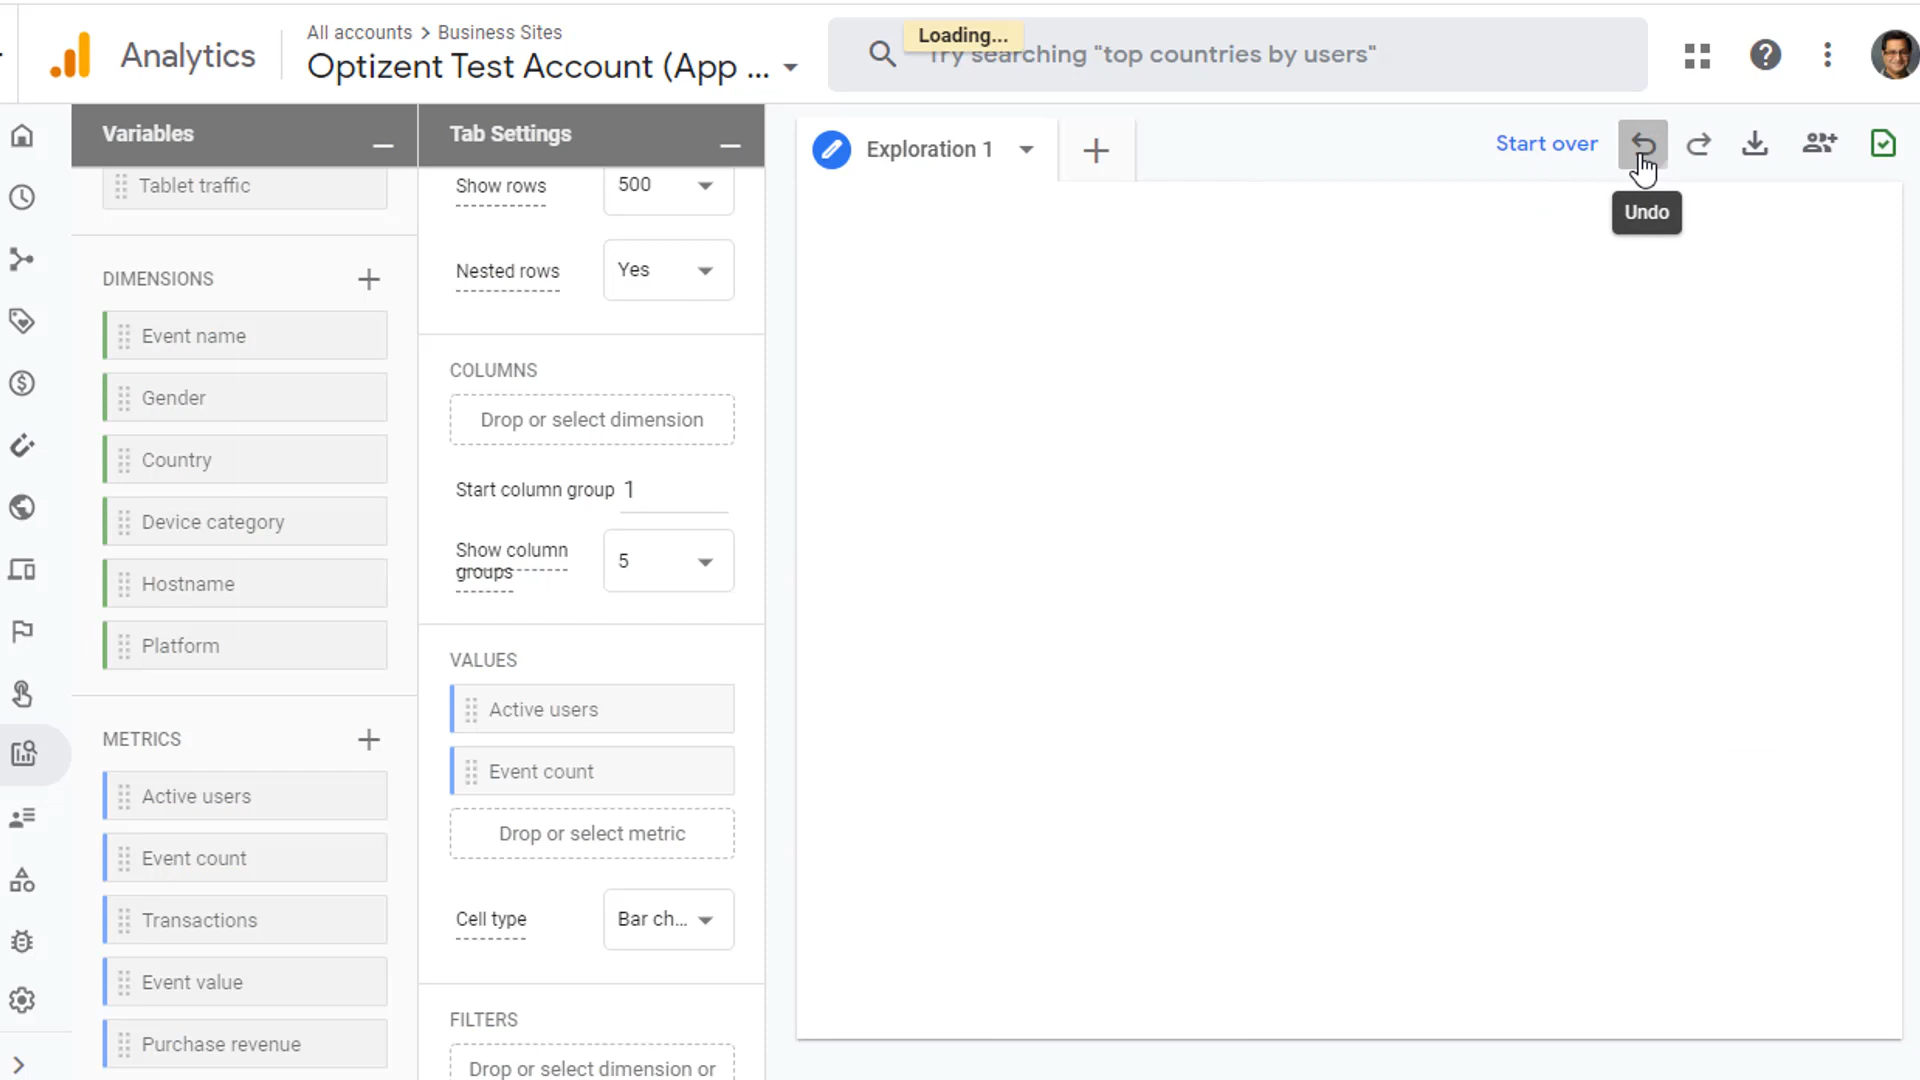 Analytics
All accounts > Business Sites
Optizent Test Account (App ...
Loading...
Try searching "top countries by users"
Variables
Tab Settings
Exploration 1
Start over
Undo
Tablet traffic
DIMENSIONS
Event name
Gender
Country
Device category
Hostname
Platform
METRICS
Active users
Event count
Transactions
Event value
Purchase revenue
Show rows 500
Nested rows Yes
COLUMNS
Drop or select dimension
Start column group 1
Show column groups 5
VALUES
Active users
Event count
Drop or select metric
Cell type Bar ch...
FILTERS
Drop or select dimension or